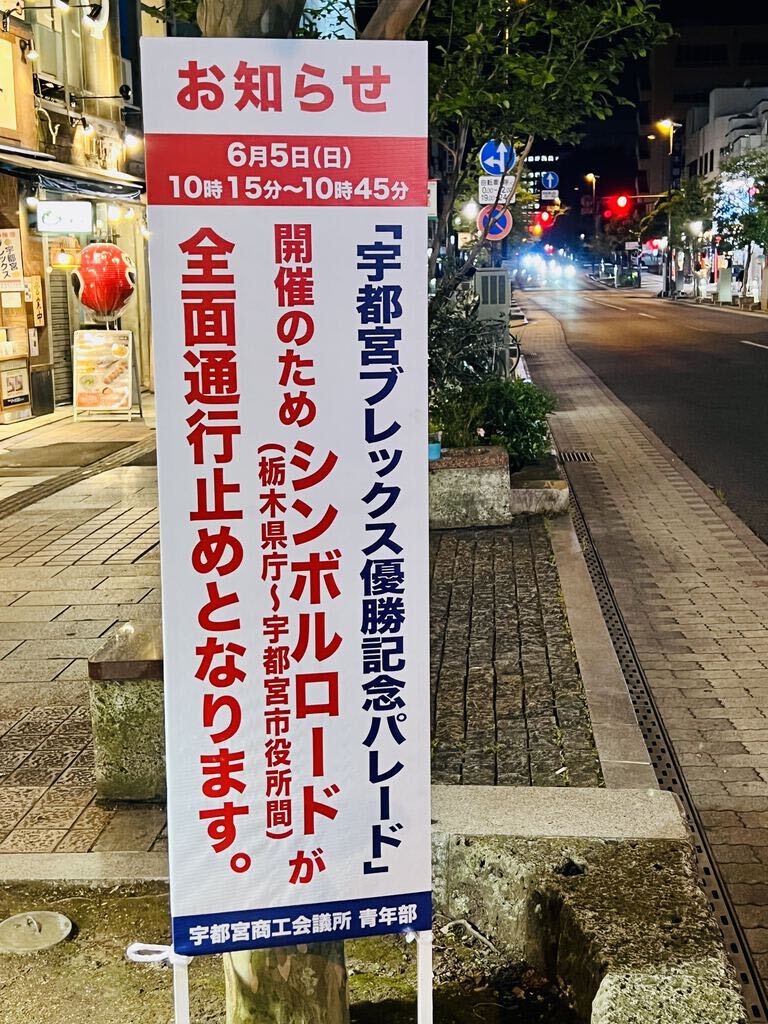 お知らせ
6月5日(日)
10時15分～10時45分
「宇都宮ブレックス優勝記念パレード」
開催のため シンボルロードが
(栃木県庁～宇都宮市役所間)
全面通行止めとなります。
宇都宮商工会議所 青年部